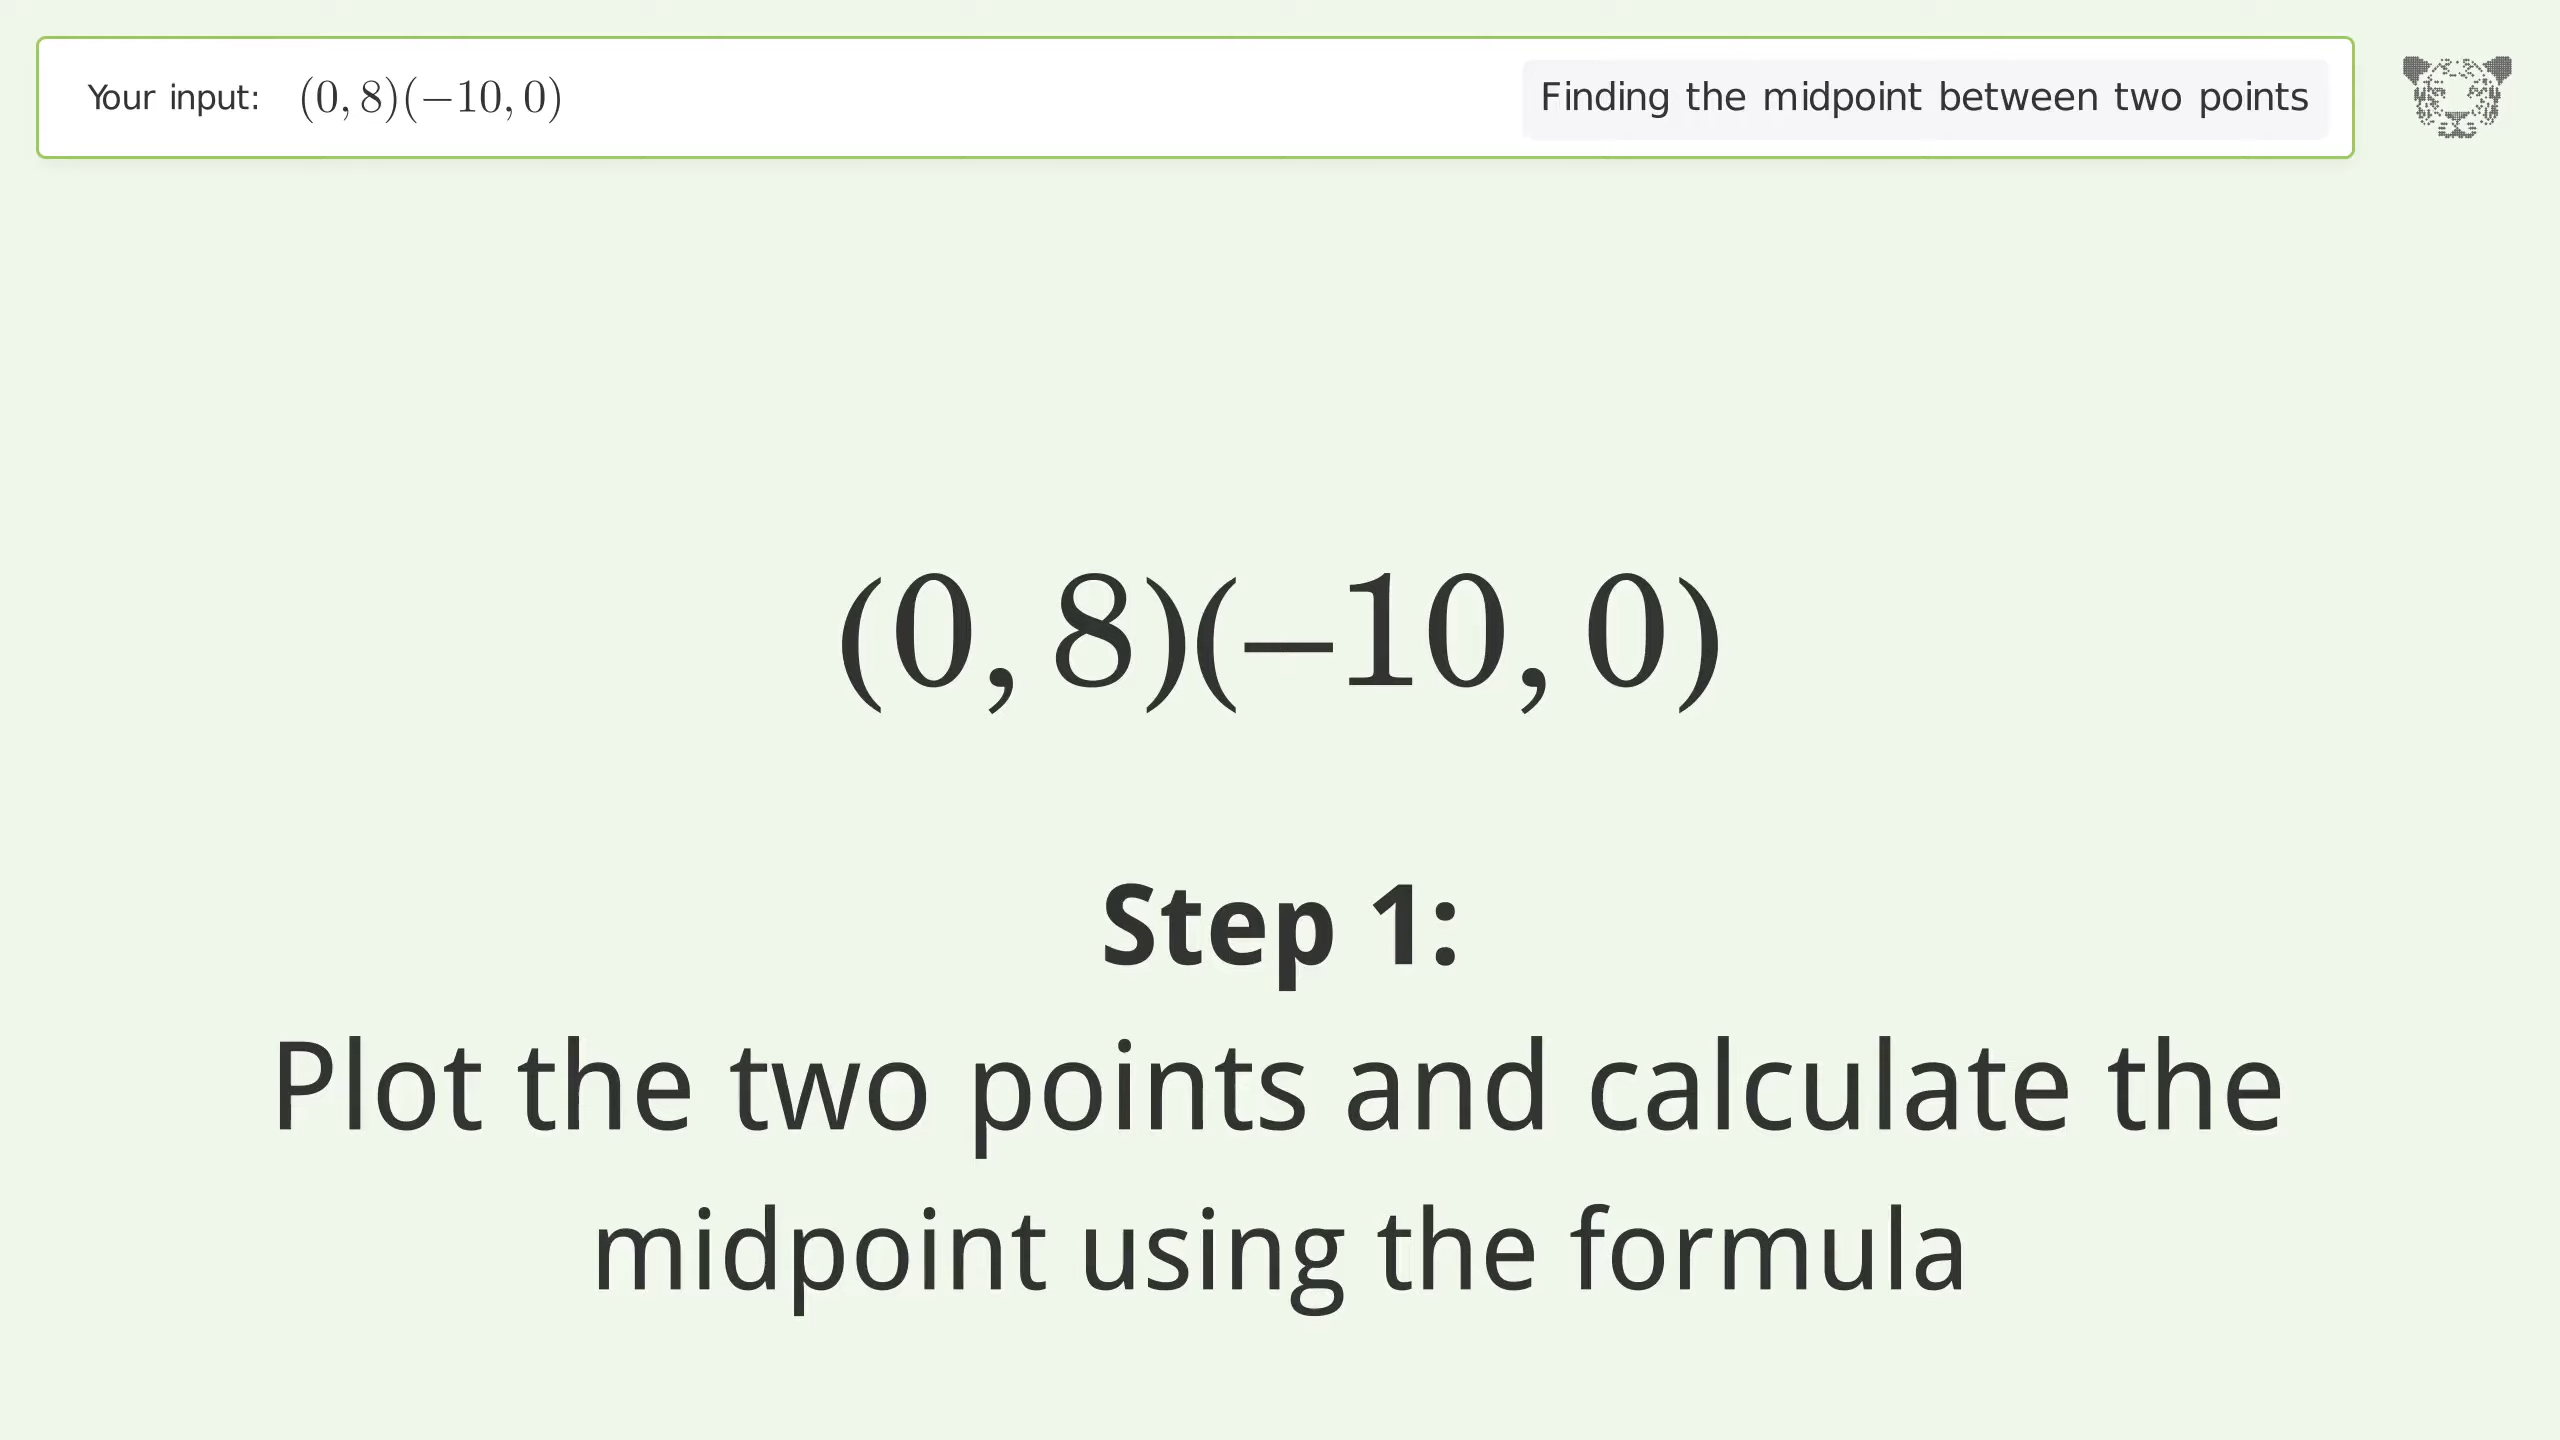 Your input: (0, 8)(−10, 0)
Finding the midpoint between two points
(0, 8)(−10, 0)
Step 1:
Plot the two points and calculate the
midpoint using the formula